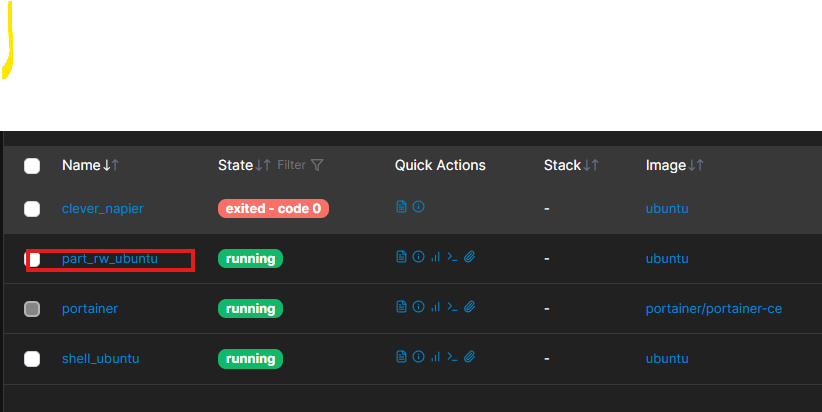 Name State Filter Quick Actions Stack Image
clever_napier exited - code 0 - ubuntu
part_rw_ubuntu running - ubuntu
portainer running - portainer/portainer-ce
shell_ubuntu running - ubuntu